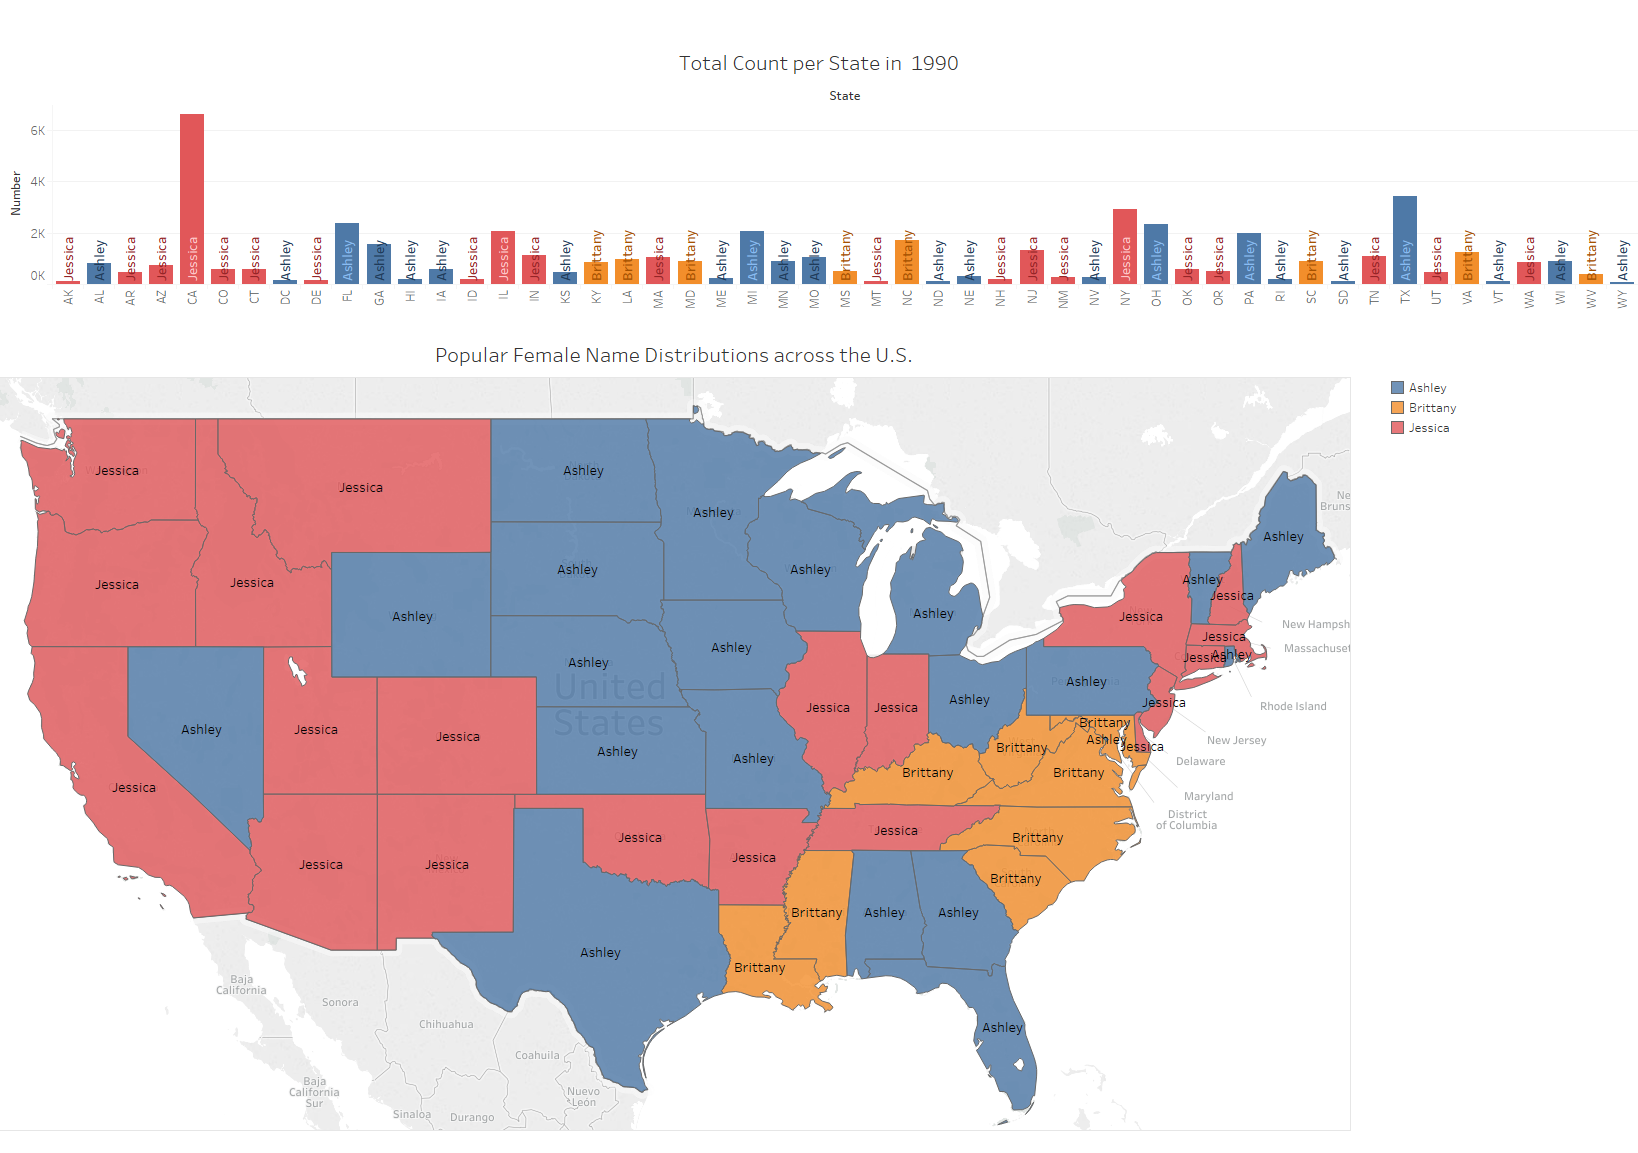 Total Count per State in 1990
State
Number
6K
4K
2K
0K
Jessica Ashley Jessica Jessica Jessica Jessica Jessica Ashley Jessica Ashley Ashley Ashley Ashley Jessica Jessica Jessica Ashley Brittany Brittany Jessica Brittany Ashley Ashley Ashley Ashley Brittany Jessica Brittany Ashley Ashley Jessica Jessica Jessica Ashley Jessica Ashley Jessica Jessica Ashley Ashley Brittany Ashley Jessica Ashley Jessica Brittany Ashley Jessica Ashley Brittany Ashley
AK AL AR AZ CA CO CT DC DE FL GA HI IA ID IL IN KS KY LA MA MD ME MI MN MO MS MT NC ND NE NH NJ NM NV NY OH OK OR PA RI SC SD TN TX UT VA VT WA WI WV WY
Popular Female Name Distributions across the U.S.
Ashley
Brittany
Jessica
Jessica
Ashley
Jessica
Ne
Brunsw
Ashley
Ashley
Ashley
Ashley
Ashley
Jessica
Jessica
Ashley
Jessica
Ashley
Ashley
Jessica
New Hampsh
Jessica
Massachuset
Ashley
Jessica
Ashley
Ashley
United
States
Ashley
Ashley
Jessica
Jessica
Jessica
Rhode Island
Ashley
Jessica
Jessica
Brittany
Ashley
Jessica
New Jersey
Brittany
Ashley
Ashley
Delaware
Brittany
Brittany
Jessica
Maryland
District
of Columbia
Jessica
Jessica
Brittany
Jessica
Jessica
Jessica
Brittany
Brittany
Ashley
Ashley
Ashley
Brittany
Baja
California
Sonora
Chihuahua
Ashley
Coahuila
Baja
California
Sur
Nuevo
León
Sinaloa
Durango